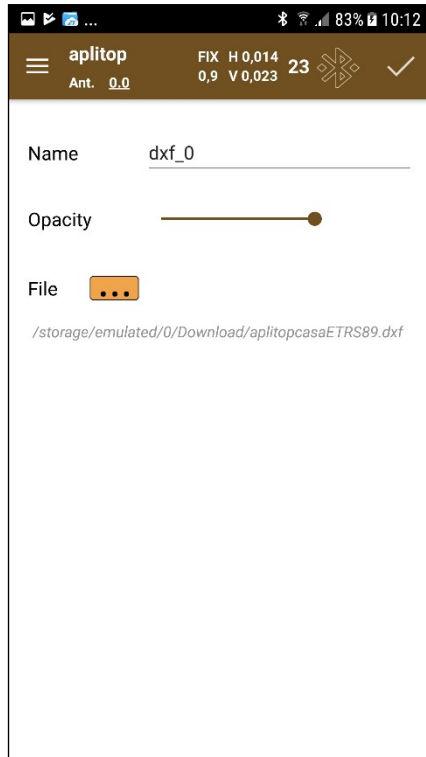 ... 83% 10:12
aplitop FIX H 0,014 23
Ant. 0.0 0,9 V 0,023
Name dxf_0
Opacity
File ...
/storage/emulated/0/Download/aplitopcasaETRS89.dxf